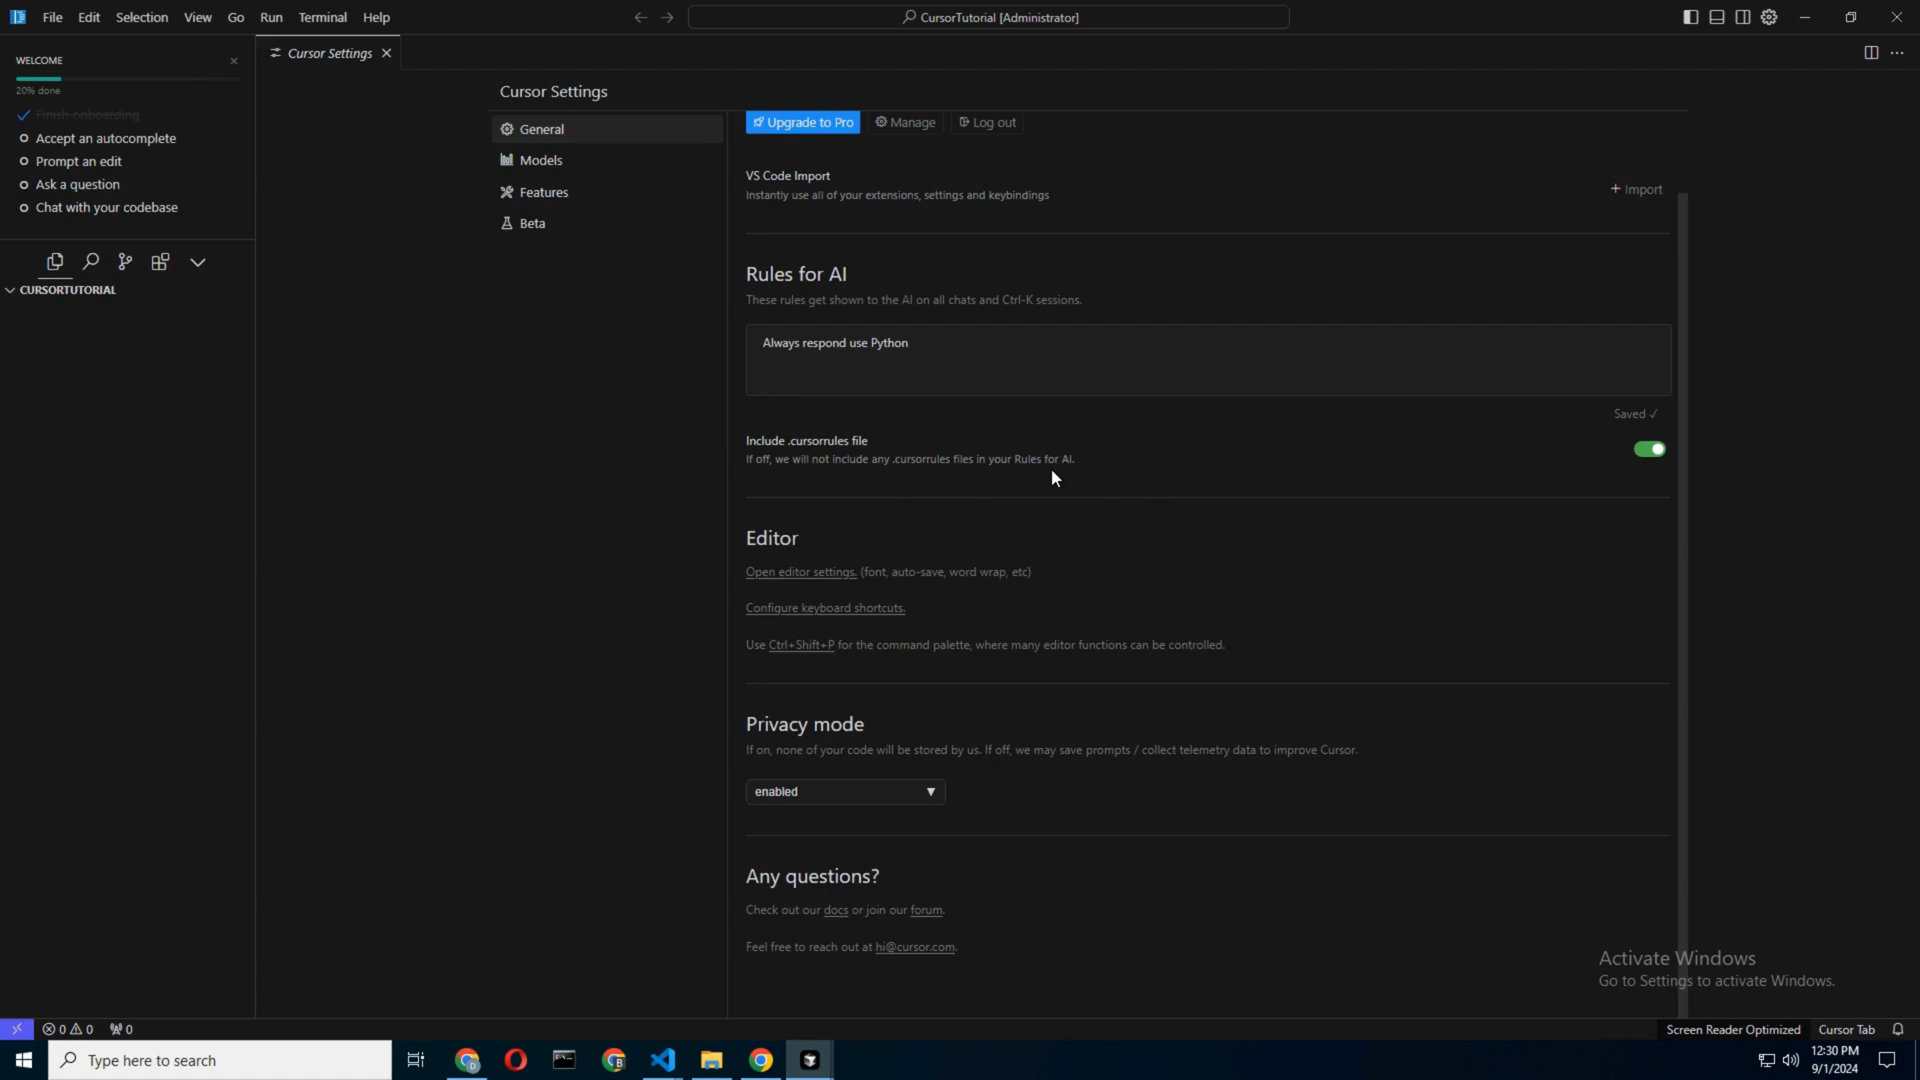 File Edit Selection View Go Run Terminal Help
CursorTutorial [Administrator]
WELCOME
20% done
Finish onboarding
Accept an autocomplete
Prompt an edit
Ask a question
Chat with your codebase
CURSORTUTORIAL
Cursor Settings
Cursor Settings
General
Models
Features
Beta
Upgrade to Pro Manage Log out
VS Code Import
Instantly use all of your extensions, settings and keybindings
+ Import
Rules for AI
These rules get shown to the AI on all chats and Ctrl-K sessions.
Always respond use Python
Saved ✓
Include .cursorrules file
If off, we will not include any .cursorrules files in your Rules for AI.
Editor
Open editor settings. (font, auto-save, word wrap, etc)
Configure keyboard shortcuts.
Use Ctrl+Shift+P for the command palette, where many editor functions can be controlled.
Privacy mode
If on, none of your code will be stored by us. If off, we may save prompts / collect telemetry data to improve Cursor.
enabled
Any questions?
Check out our docs or join our forum.
Feel free to reach out at hi@cursor.com.
Activate Windows
Go to Settings to activate Windows.
0 0 0
Screen Reader Optimized Cursor Tab
Type here to search
12:30 PM
9/1/2024